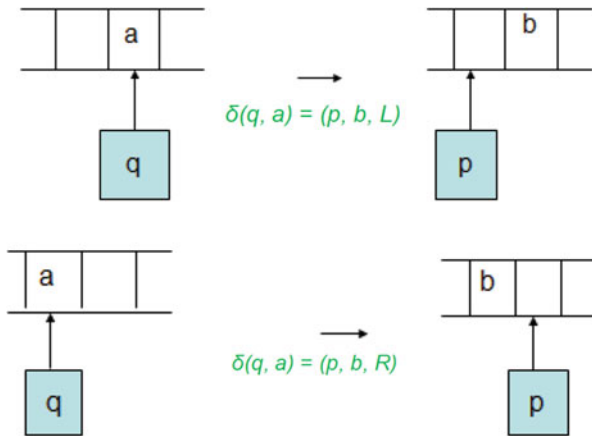 a
b
δ(q, a) = (p, b, L)
q
p
a
b
δ(q, a) = (p, b, R)
q
p